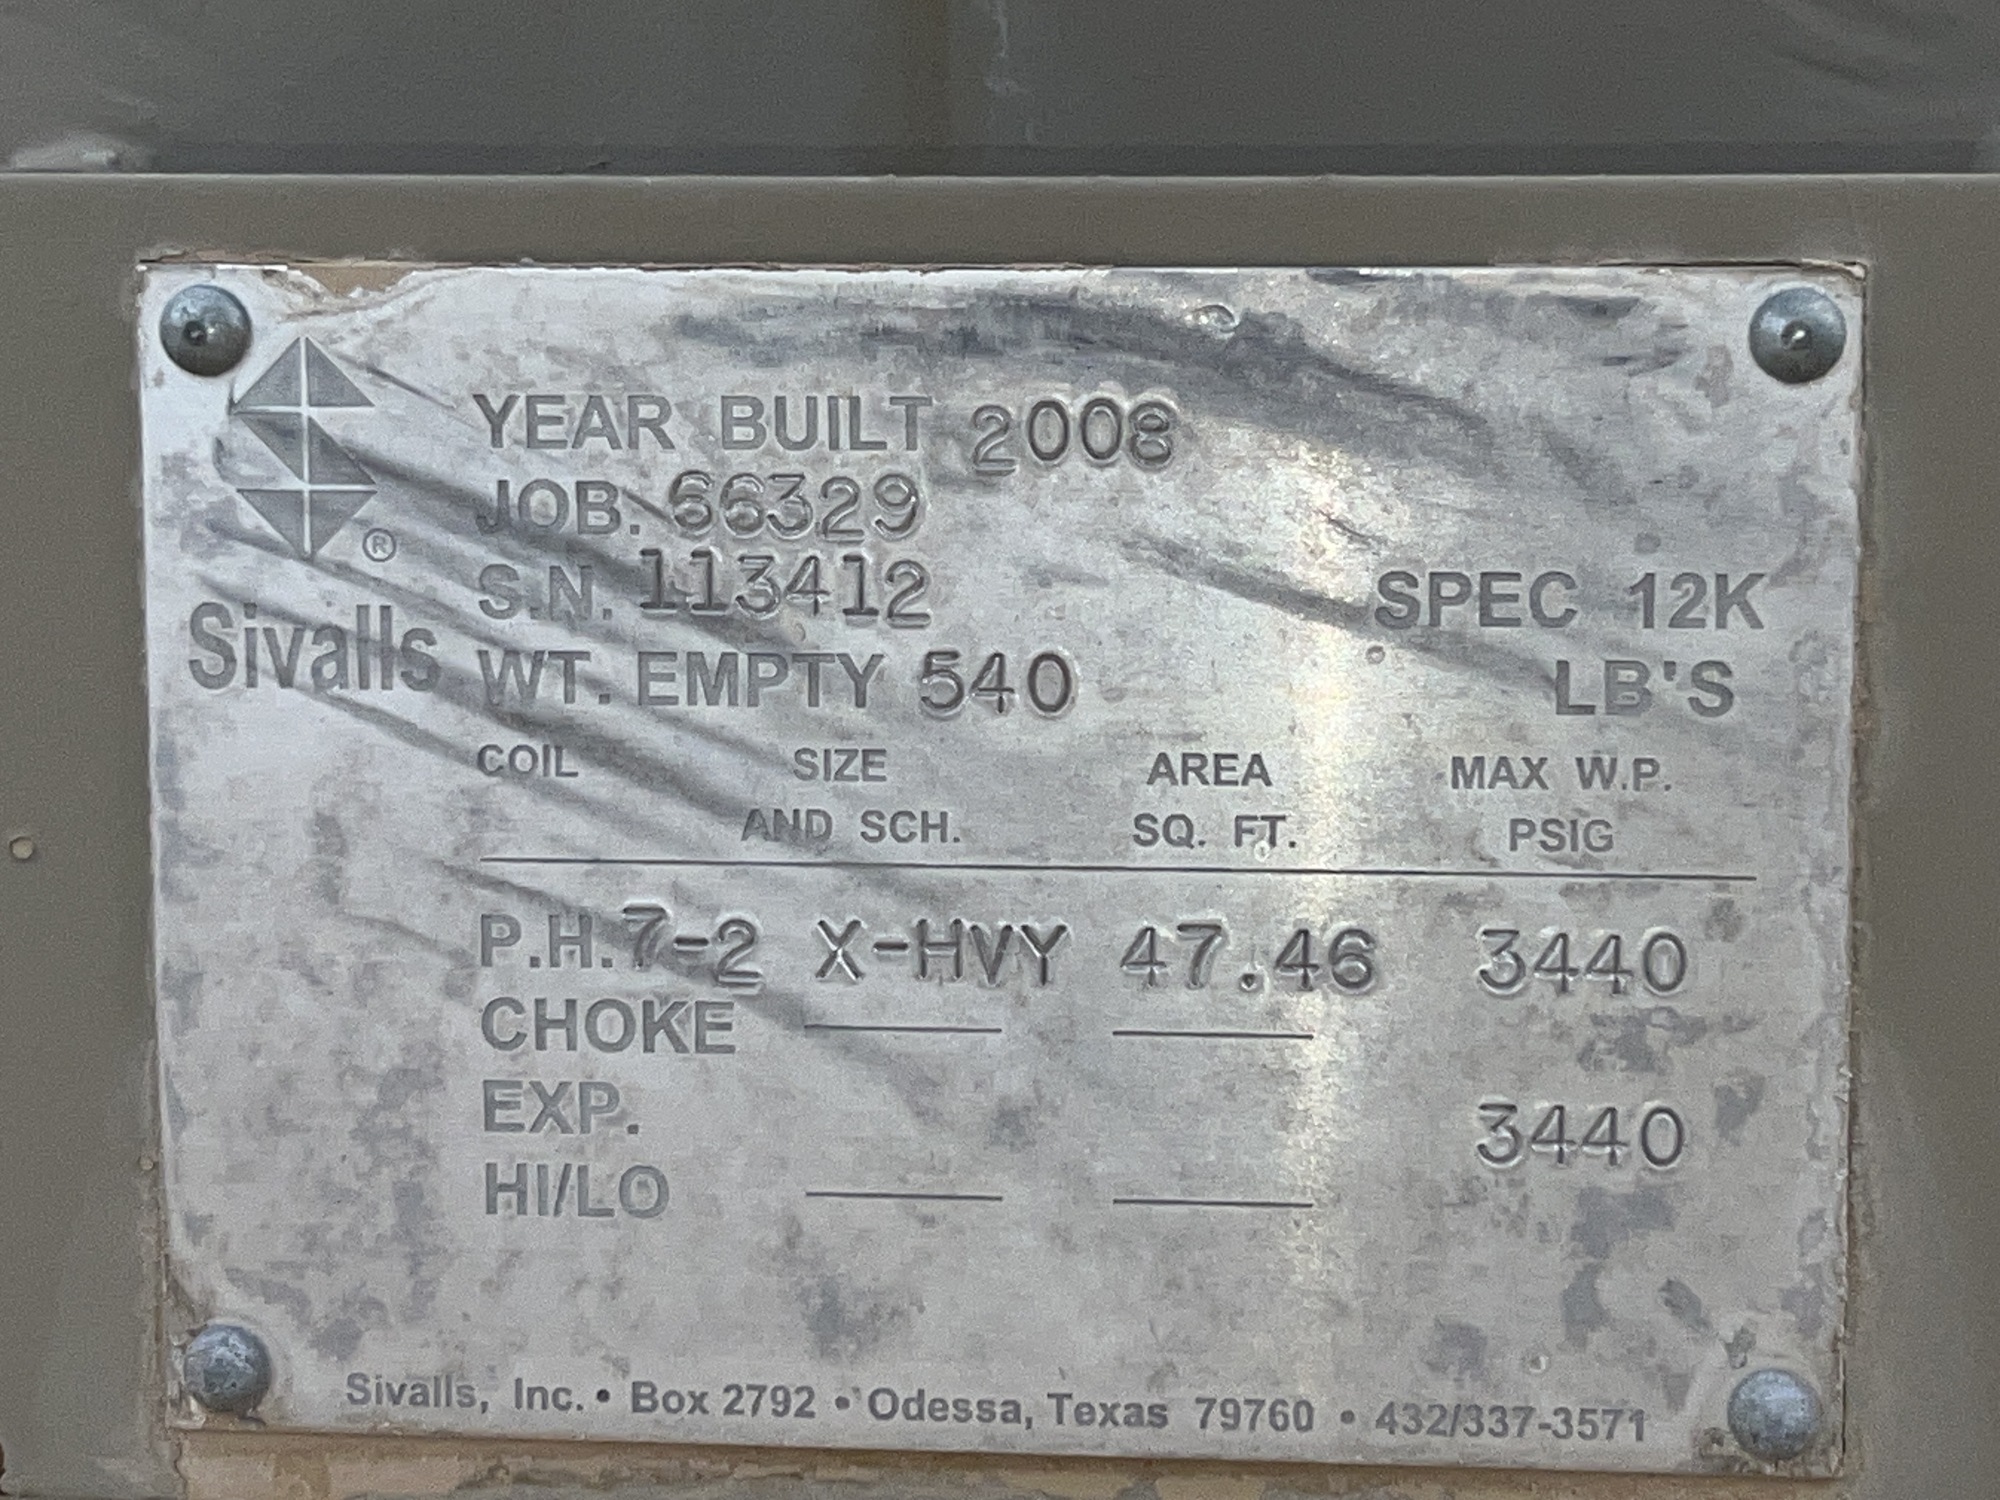 YEAR BUILT 2008
JOB. 66329
S.N. 113412 SPEC 12K
Sivalls ®
WT. EMPTY 540 LB'S
COIL SIZE AREA MAX W.P.
AND SCH. SQ. FT. PSIG
P.H. 7-2 X-HVY 47.46 3440
CHOKE
EXP. 3440
HI/LO
Sivalls, Inc. • Box 2792 • Odessa, Texas 79760 • 432/337-3571